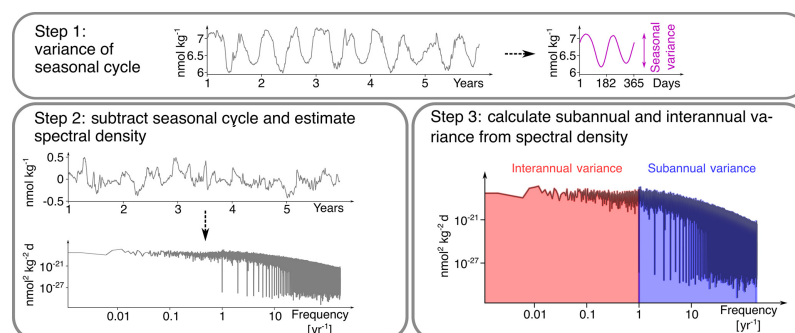 Step 1:
variance of
seasonal cycle
nmol kg-1
7
6.5
6
1 2 3 4 5 Years
nmol kg-1
7
6.5
6
1 182 365 Days
Seasonal
variance
Step 2: subtract seasonal cycle and estimate
spectral density
nmol kg-1
0.5
0
-0.5
1 2 3 4 5 Years
nmol² kg-² d
10-21
10-27
0.01 0.1 1 10 Frequency
[yr-1]
Step 3: calculate subannual and interannual va-
riance from spectral density
Interannual variance Subannual variance
nmol² kg-² d
10-21
10-27
0.01 0.1 1 10 Frequency
[yr-1]